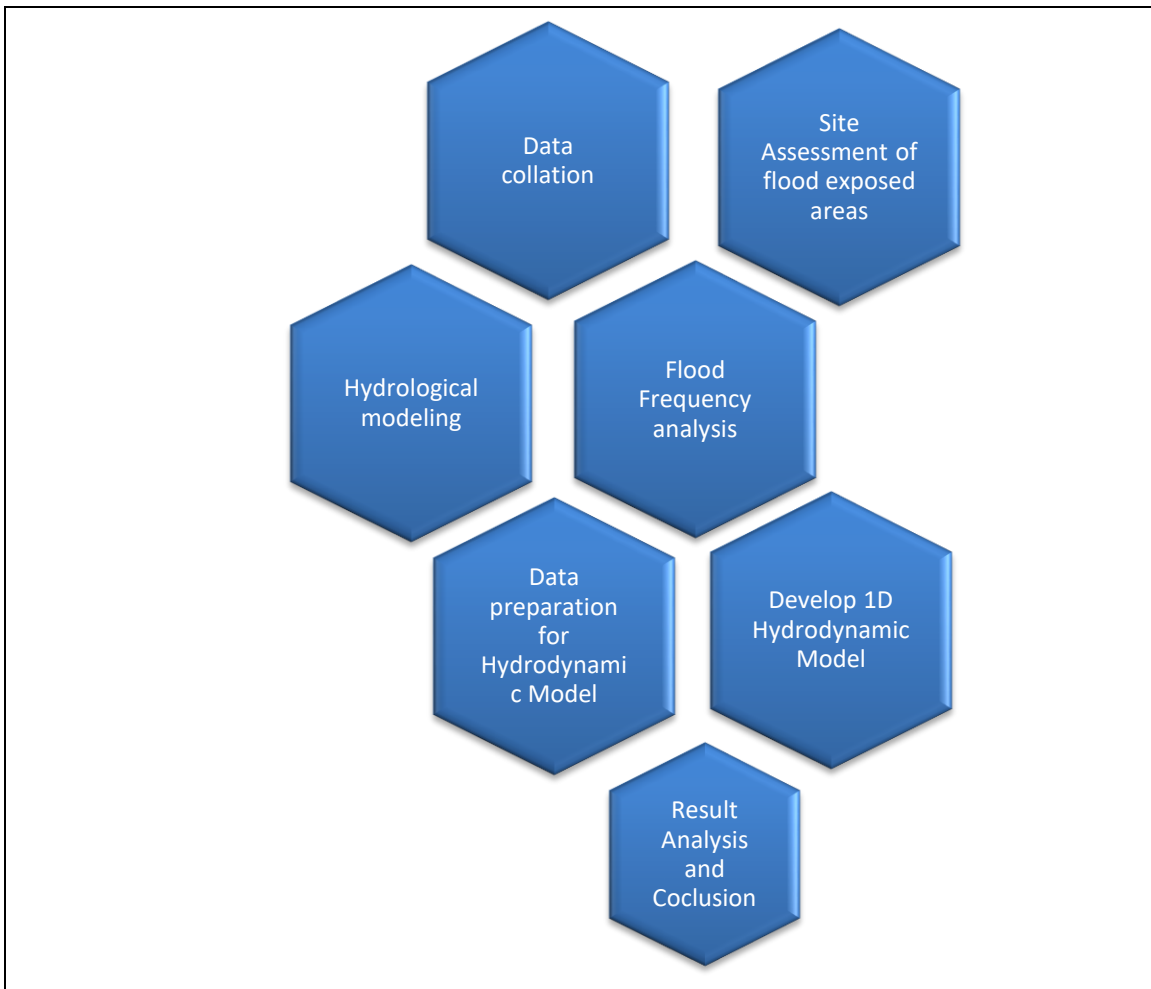 Data
collation
Site
Assessment of
flood exposed
areas
Hydrological
modeling
Flood
Frequency
analysis
Data
preparation
for
Hydrodynami
c Model
Develop 1D
Hydrodynamic
Model
Result
Analysis
and
Coclusion